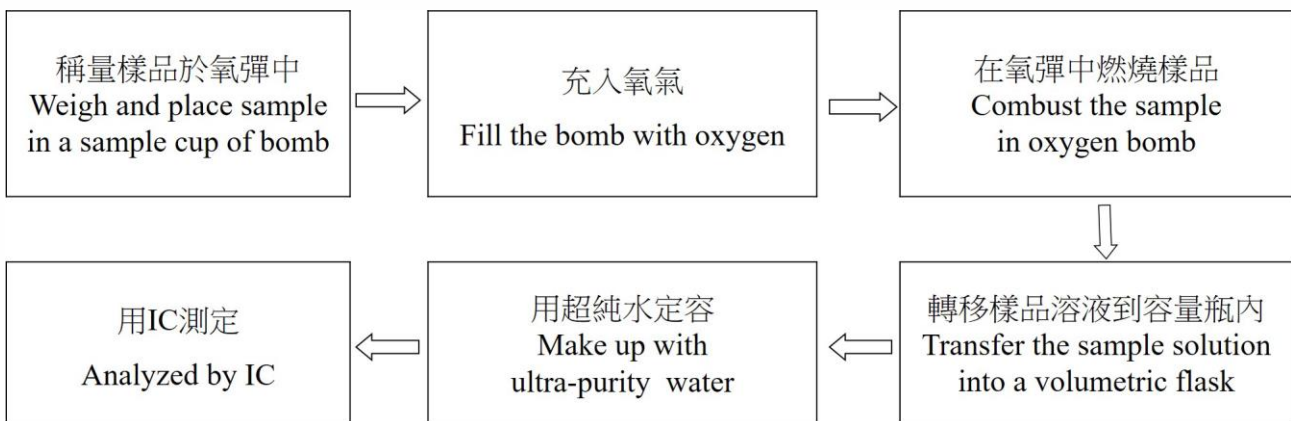 稱量樣品於氧彈中
Weigh and place sample
in a sample cup of bomb
充入氧氣
Fill the bomb with oxygen
在氧彈中燃燒樣品
Combust the sample
in oxygen bomb
轉移樣品溶液到容量瓶內
Transfer the sample solution
into a volumetric flask
用超純水定容
Make up with
ultra-purity water
用IC測定
Analyzed by IC